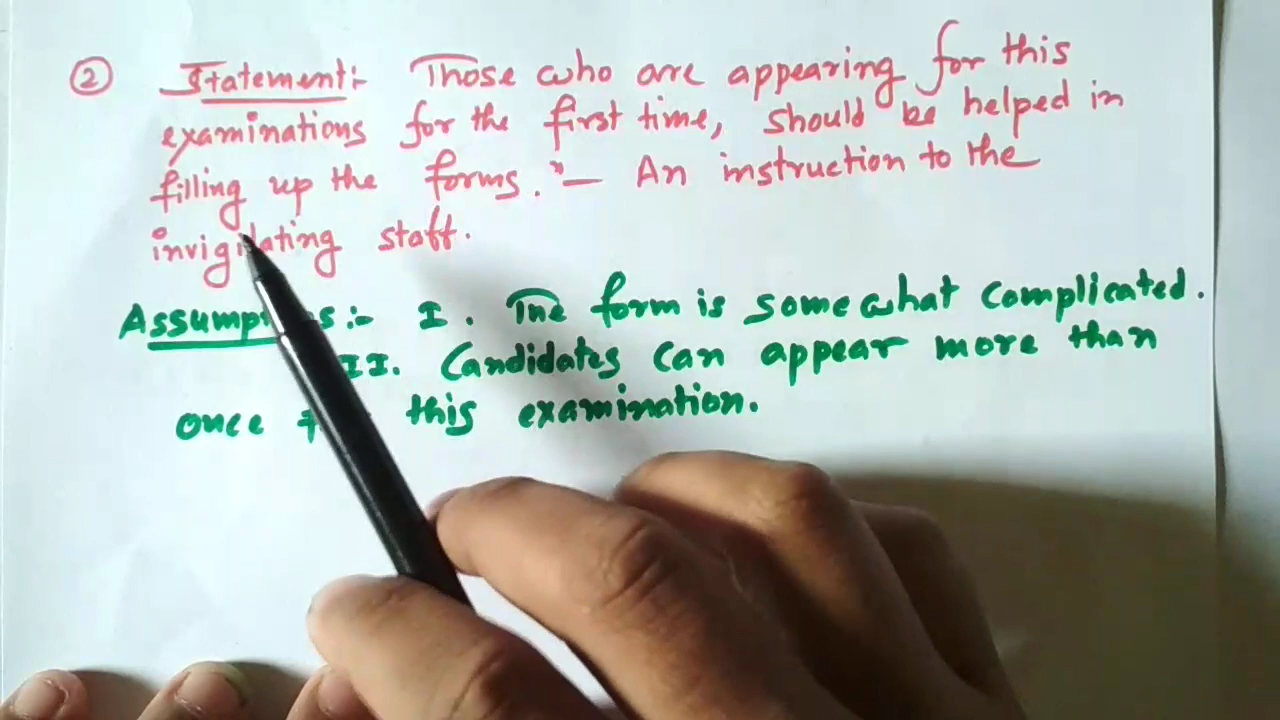 ② Statement:- Those who are appearing for this
examinations for the first time, should be helped in
filling up the forms." — An instruction to the
invigilating staff.
:- I. The form is somewhat complicated.
II. Candidates can appear more than
once this examination.